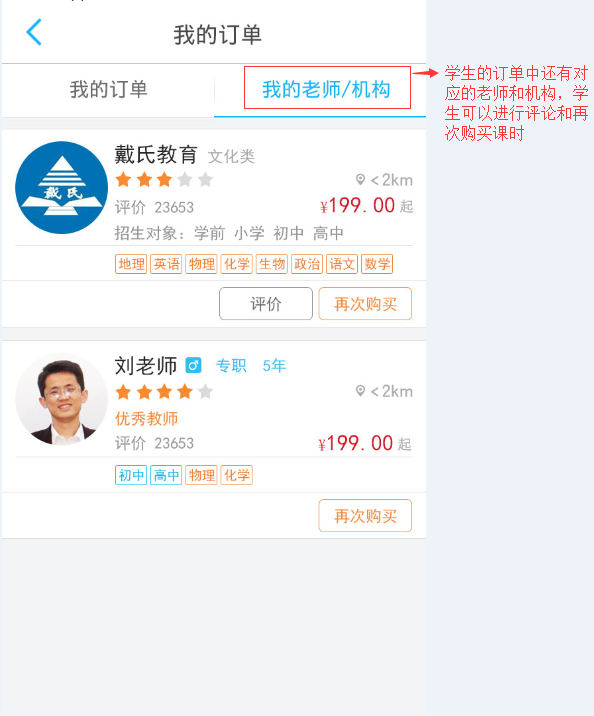 我的订单
我的订单
我的老师/机构
学生的订单中还有对
应的老师和机构，学
生可以进行评论和再
次购买课时
戴氏教育 文化类
戴氏
<2km
评价 23653
¥199.00 起
招生对象：学前 小学 初中 高中
地理 英语 物理 化学 生物 政治 语文 数学
评价
再次购买
刘老师 专职 5年
<2km
优秀教师
评价 23653
¥199.00 起
初中 高中 物理 化学
再次购买